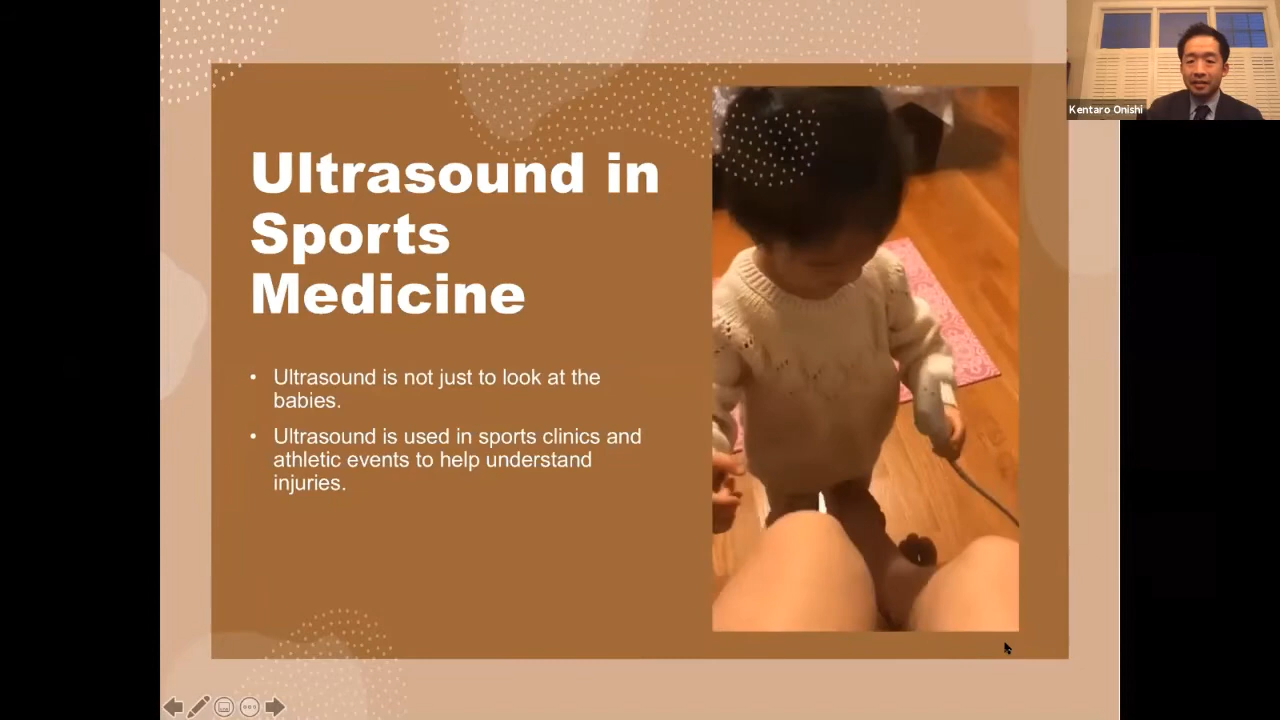 Kentaro Onishi
Ultrasound in
Sports
Medicine
• Ultrasound is not just to look at the
babies.
• Ultrasound is used in sports clinics and
athletic events to help understand
injuries.